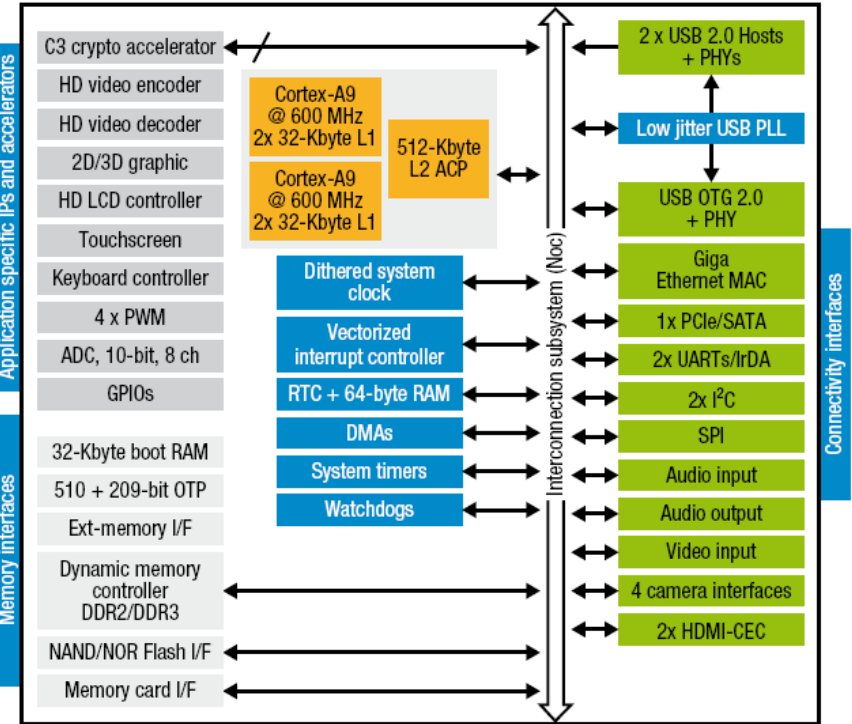 Application specific IPs and accelerators
C3 crypto accelerator
HD video encoder
HD video decoder
2D/3D graphic
HD LCD controller
Touchscreen
Keyboard controller
4 x PWM
ADC, 10-bit, 8 ch
GPIOs
Memory interfaces
32-Kbyte boot RAM
510 + 209-bit OTP
Ext-memory I/F
Dynamic memory
controller
DDR2/DDR3
NAND/NOR Flash I/F
Memory card I/F
Cortex-A9
@ 600 MHz
2x 32-Kbyte L1
Cortex-A9
@ 600 MHz
2x 32-Kbyte L1
512-Kbyte
L2 ACP
Dithered system
clock
Vectorized
interrupt controller
RTC + 64-byte RAM
DMAs
System timers
Watchdogs
Interconnection subsystem (Noc)
2 x USB 2.0 Hosts
+ PHYs
Low jitter USB PLL
USB OTG 2.0
+ PHY
Giga
Ethernet MAC
1x PCIe/SATA
2x UARTs/IrDA
2x I²C
SPI
Audio input
Audio output
Video input
4 camera interfaces
2x HDMI-CEC
Connectivity interfaces